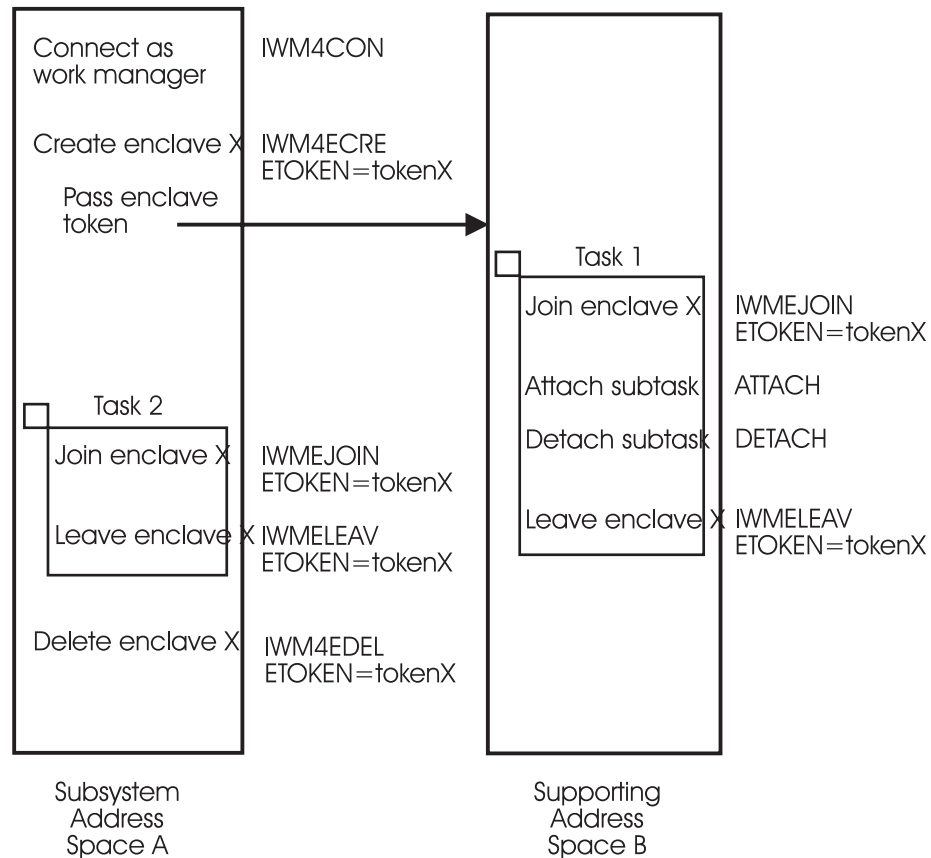 Connect as
work manager
IWM4CON
Create enclave X
IWM4ECRE
ETOKEN=tokenX
Pass enclave
token
Task 1
Join enclave X
IWMEJOIN
ETOKEN=tokenX
Attach subtask
ATTACH
Detach subtask
DETACH
Leave enclave X
IWMELEAV
ETOKEN=tokenX
Task 2
Join enclave X
IWMEJOIN
ETOKEN=tokenX
Leave enclave X
IWMELEAV
ETOKEN=tokenX
Delete enclave X
IWM4EDEL
ETOKEN=tokenX
Subsystem
Address
Space A
Supporting
Address
Space B